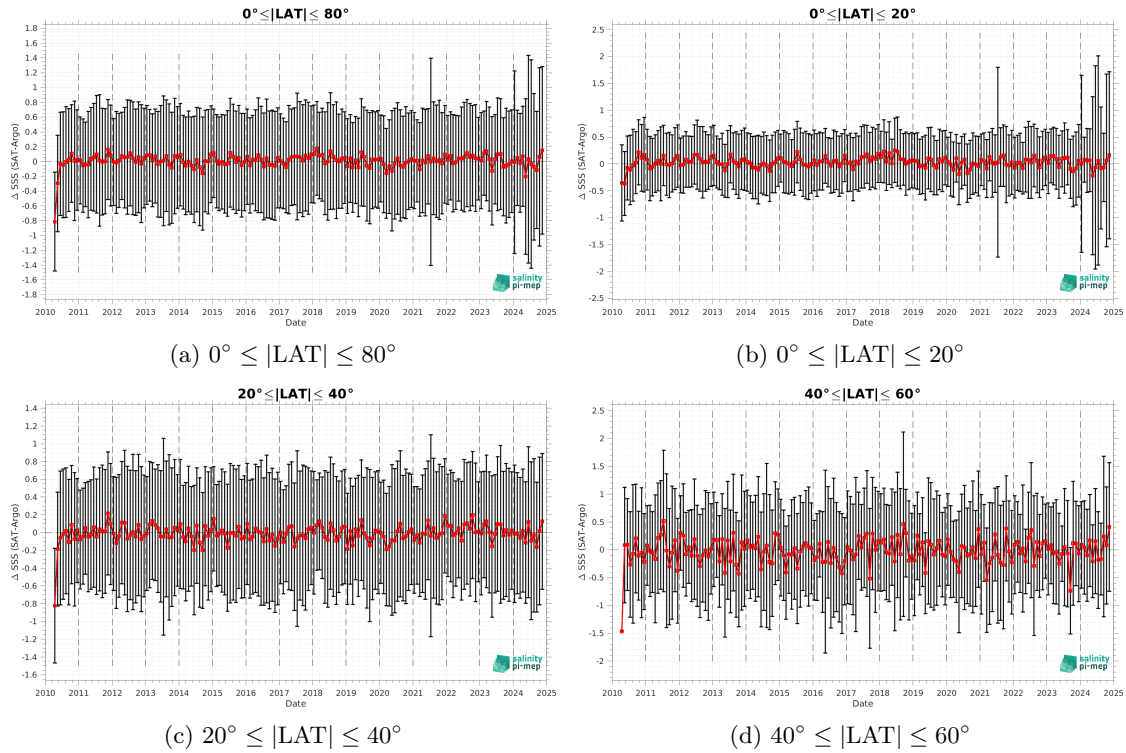 0°≤|LAT|≤ 80°
Δ SSS (SAT-Argo)
1.8
1.6
1.4
1.2
1
0.8
0.6
0.4
0.2
0
-0.2
-0.4
-0.6
-0.8
-1
-1.2
-1.4
-1.6
-1.8
salinity
pi-mep
2010 2011 2012 2013 2014 2015 2016 2017 2018 2019 2020 2021 2022 2023 2024 2025
Date
(a) 0° ≤ |LAT| ≤ 80°
0°≤|LAT|≤ 20°
Δ SSS (SAT-Argo)
2.5
2
1.5
1
0.5
0
-0.5
-1
-1.5
-2
-2.5
salinity
pi-mep
2010 2011 2012 2013 2014 2015 2016 2017 2018 2019 2020 2021 2022 2023 2024 2025
Date
(b) 0° ≤ |LAT| ≤ 20°
20°≤|LAT|≤ 40°
Δ SSS (SAT-Argo)
1.4
1.2
1
0.8
0.6
0.4
0.2
0
-0.2
-0.4
-0.6
-0.8
-1
-1.2
-1.4
-1.6
salinity
pi-mep
2010 2011 2012 2013 2014 2015 2016 2017 2018 2019 2020 2021 2022 2023 2024 2025
Date
(c) 20° ≤ |LAT| ≤ 40°
40°≤|LAT|≤ 60°
Δ SSS (SAT-Argo)
2.5
2
1.5
1
0.5
0
-0.5
-1
-1.5
-2
salinity
pi-mep
2010 2011 2012 2013 2014 2015 2016 2017 2018 2019 2020 2021 2022 2023 2024 2025
Date
(d) 40° ≤ |LAT| ≤ 60°